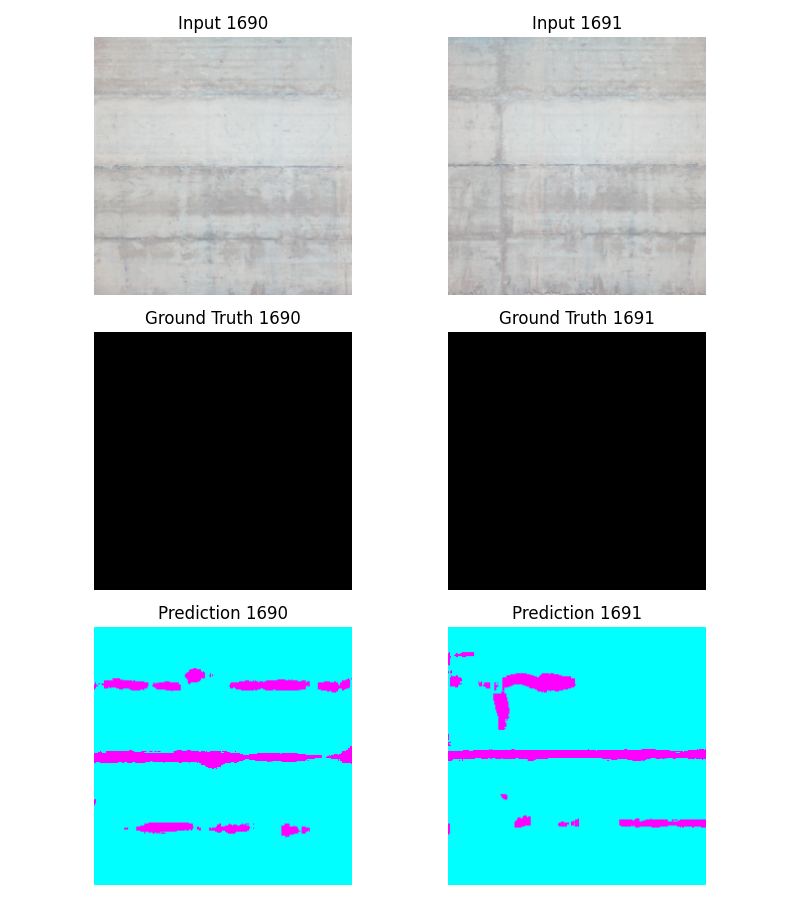 Input 1690
Input 1691
Ground Truth 1690
Ground Truth 1691
Prediction 1690
Prediction 1691